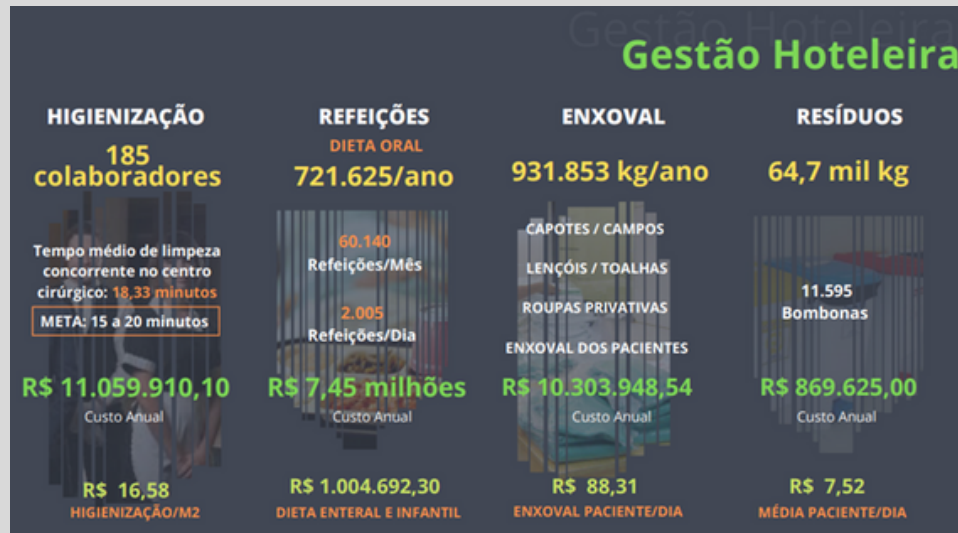 Gestão Hoteleira
Gestão Hoteleira
HIGIENIZAÇÃO
185
colaboradores
Tempo médio de limpeza
concorrente no centro
cirúrgico: 18,33 minutos
META: 15 a 20 minutos
R$ 11.059.910,10
Custo Anual
R$ 16,58
HIGIENIZAÇÃO/M2
REFEIÇÕES
DIETA ORAL
721.625/ano
60.140
Refeições/Mês
2.005
Refeições/Dia
R$ 7,45 milhões
Custo Anual
R$ 1.004.692,30
DIETA ENTERAL E INFANTIL
ENXOVAL
931.853 kg/ano
CAPOTES / CAMPOS
LENÇÓIS / TOALHAS
ROUPAS PRIVATIVAS
ENXOVAL DOS PACIENTES
R$ 10.303.948,54
Custo Anual
R$ 88,31
ENXOVAL PACIENTE/DIA
RESÍDUOS
64,7 mil kg
11.595
Bombonas
R$ 869.625,00
Custo Anual
R$ 7,52
MÉDIA PACIENTE/DIA